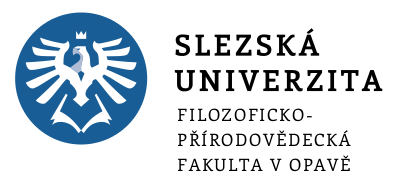 SLEZSKÁ
UNIVERZITA
FILOZOFICKO-
PŘÍRODOVĚDECKÁ
FAKULTA V OPAVĚ